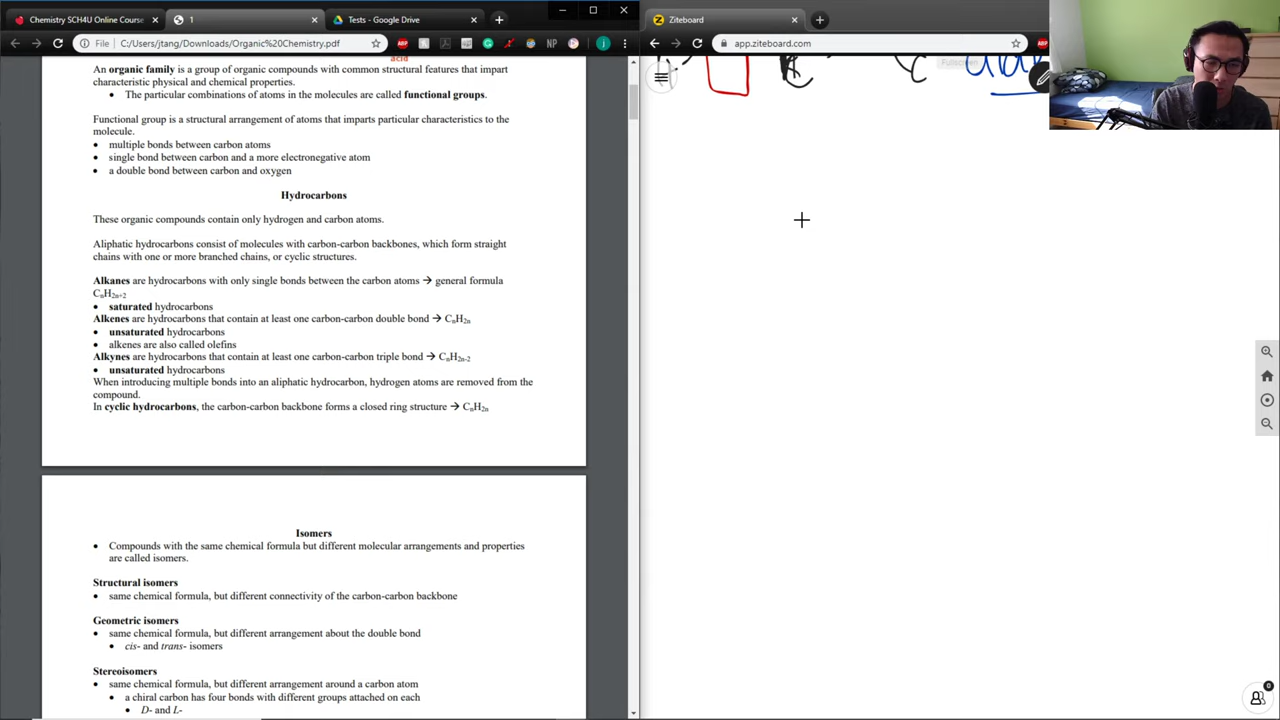 Chemistry SCH4U Online Course
1
Tests - Google Drive
Ziteboard
File
C:/Users/jtang/Downloads/Organic%20Chemistry.pdf
app.ziteboard.com
acid
An organic family is a group of organic compounds with common structural features that impart
characteristic physical and chemical properties.
• The particular combinations of atoms in the molecules are called functional groups.
Functional group is a structural arrangement of atoms that imparts particular characteristics to the
molecule.
• multiple bonds between carbon atoms
• single bond between carbon and a more electronegative atom
• a double bond between carbon and oxygen
Hydrocarbons
These organic compounds contain only hydrogen and carbon atoms.
Aliphatic hydrocarbons consist of molecules with carbon-carbon backbones, which form straight
chains with one or more branched chains, or cyclic structures.
Alkanes are hydrocarbons with only single bonds between the carbon atoms → general formula
CnH2n+2
• saturated hydrocarbons
Alkenes are hydrocarbons that contain at least one carbon-carbon double bond → CnH2n
• unsaturated hydrocarbons
• alkenes are also called olefins
Alkynes are hydrocarbons that contain at least one carbon-carbon triple bond → CnH2n-2
• unsaturated hydrocarbons
When introducing multiple bonds into an aliphatic hydrocarbon, hydrogen atoms are removed from the
compound.
In cyclic hydrocarbons, the carbon-carbon backbone forms a closed ring structure → CnH2n
Isomers
• Compounds with the same chemical formula but different molecular arrangements and properties
are called isomers.
Structural isomers
• same chemical formula, but different connectivity of the carbon-carbon backbone
Geometric isomers
• same chemical formula, but different arrangement about the double bond
• cis- and trans- isomers
Stereoisomers
• same chemical formula, but different arrangement around a carbon atom
• a chiral carbon has four bonds with different groups attached on each
• D- and L-
Fullscreen
0